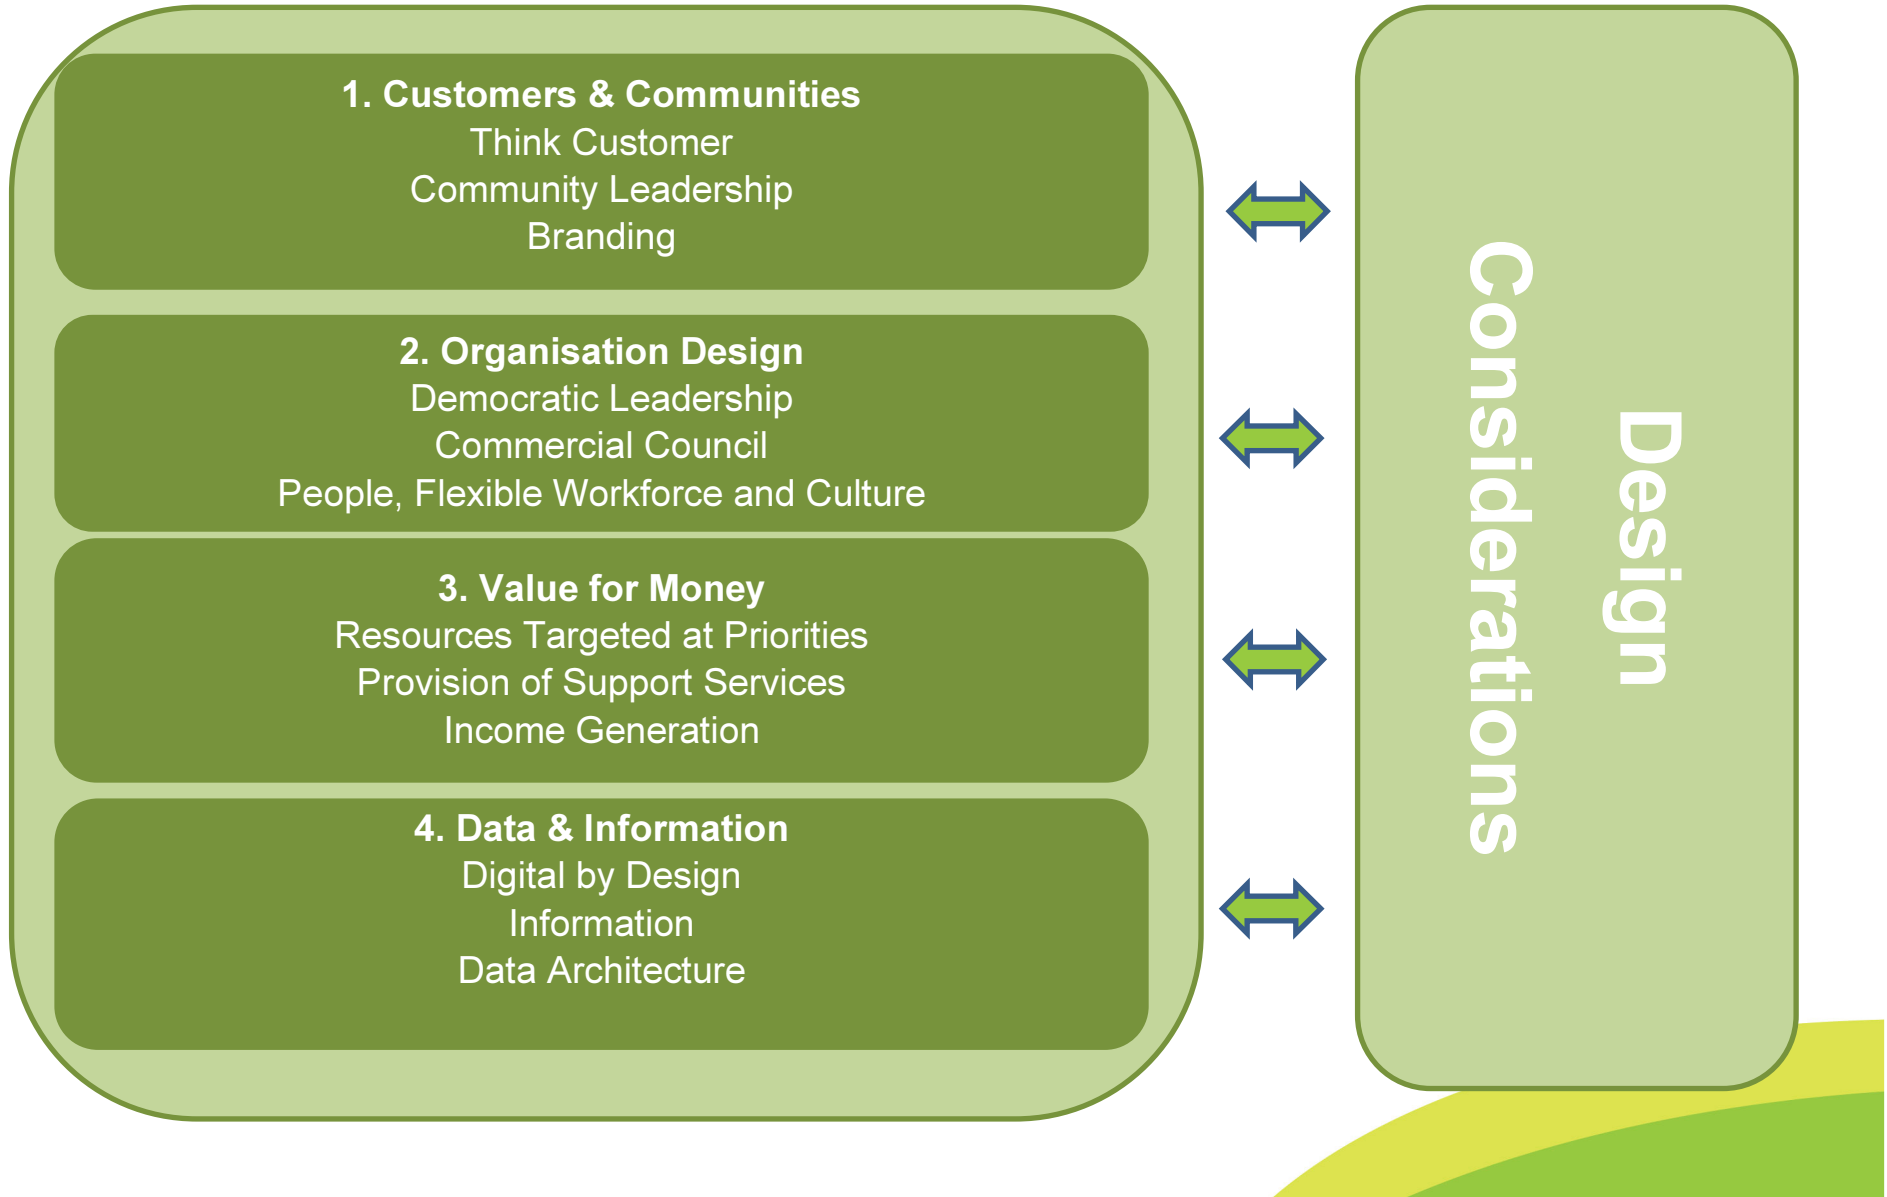 1. Customers & Communities
Think Customer
Community Leadership
Branding
2. Organisation Design
Democratic Leadership
Commercial Council
People, Flexible Workforce and Culture
3. Value for Money
Resources Targeted at Priorities
Provision of Support Services
Income Generation
4. Data & Information
Digital by Design
Information
Data Architecture
Design
Considerations